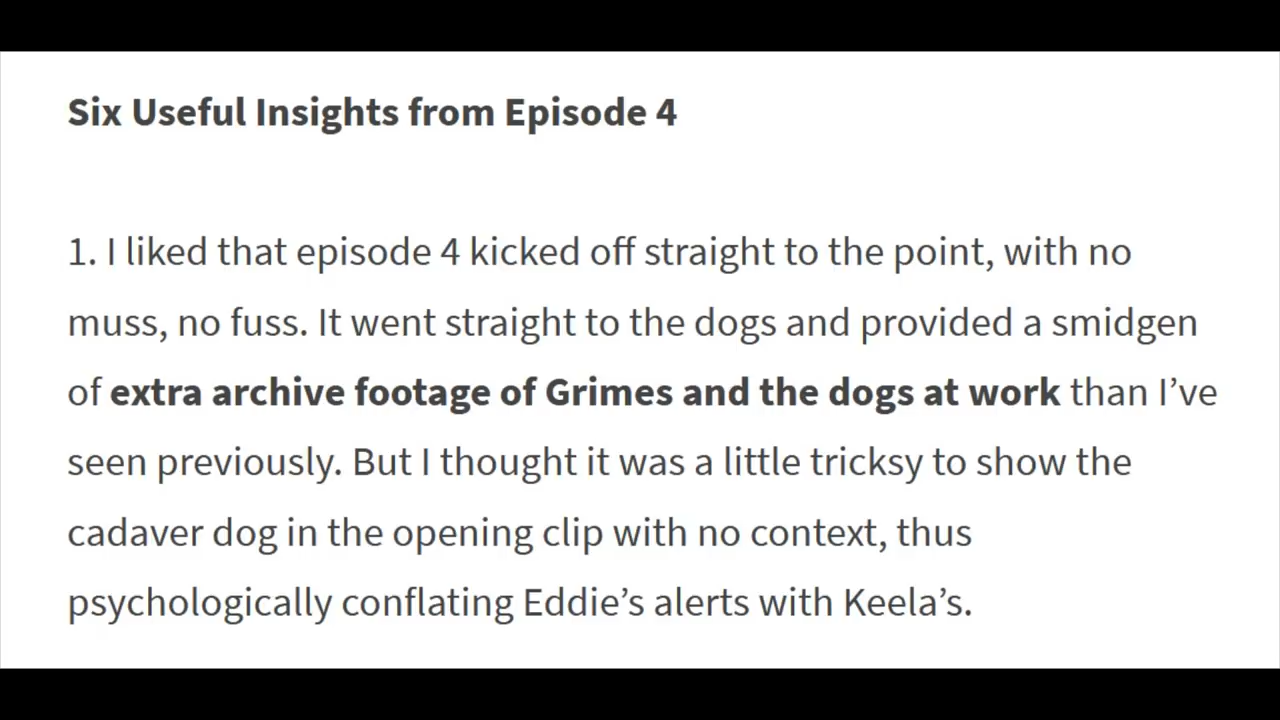 Six Useful Insights from Episode 4
1. I liked that episode 4 kicked off straight to the point, with no
muss, no fuss. It went straight to the dogs and provided a smidgen
of extra archive footage of Grimes and the dogs at work than I’ve
seen previously. But I thought it was a little tricksy to show the
cadaver dog in the opening clip with no context, thus
psychologically conflating Eddie’s alerts with Keela’s.